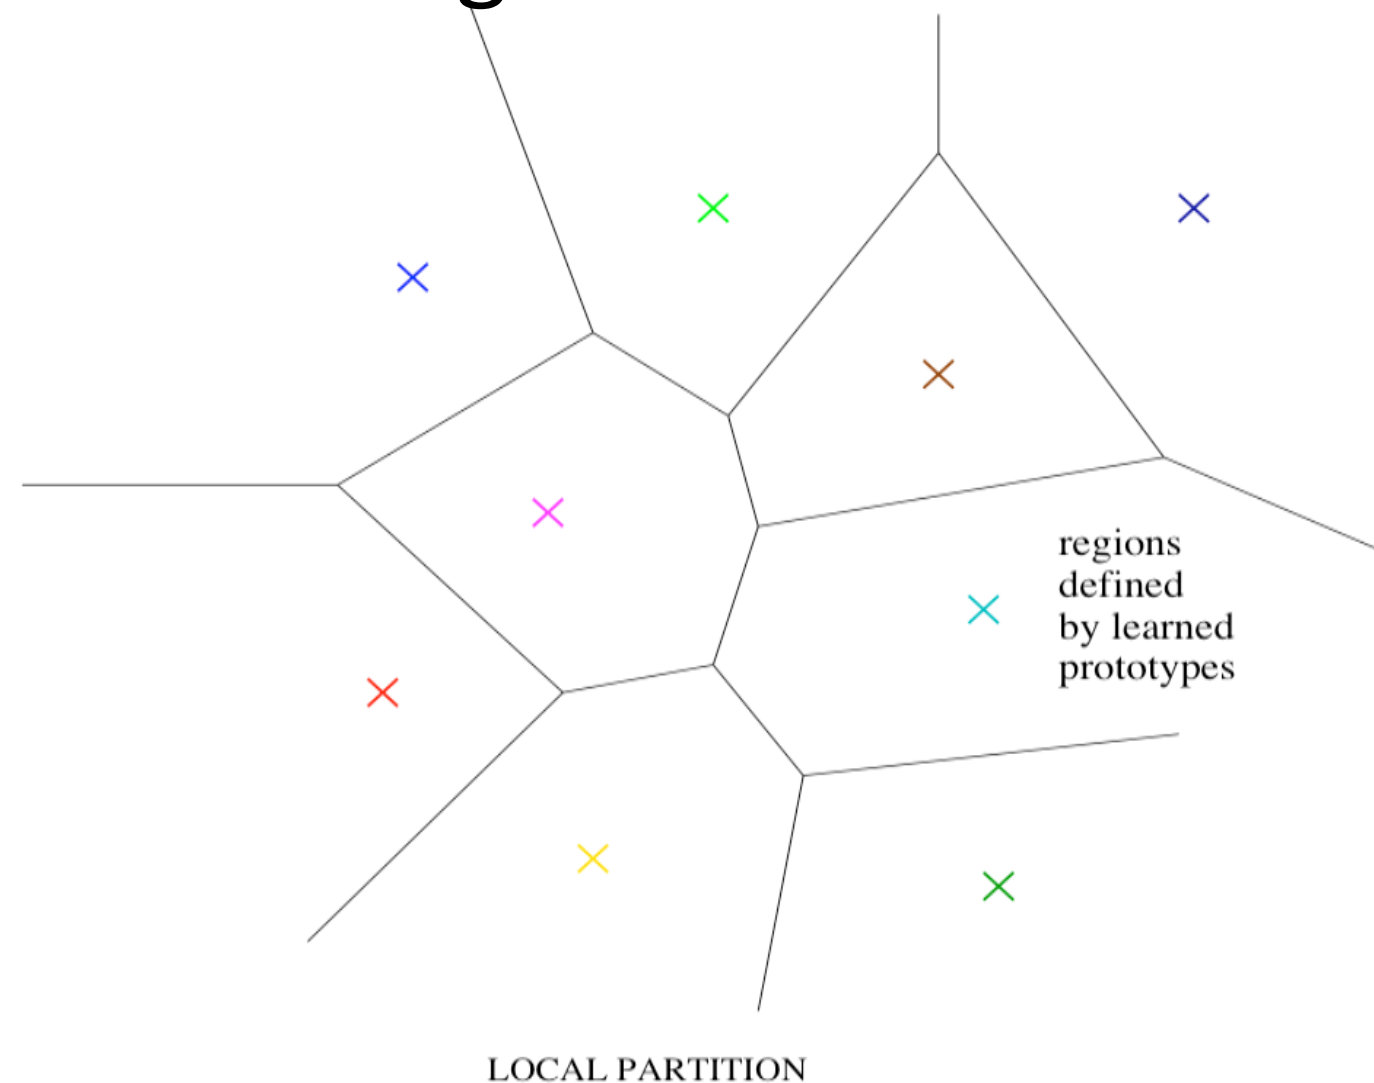 regions
defined
by learned
prototypes
LOCAL PARTITION